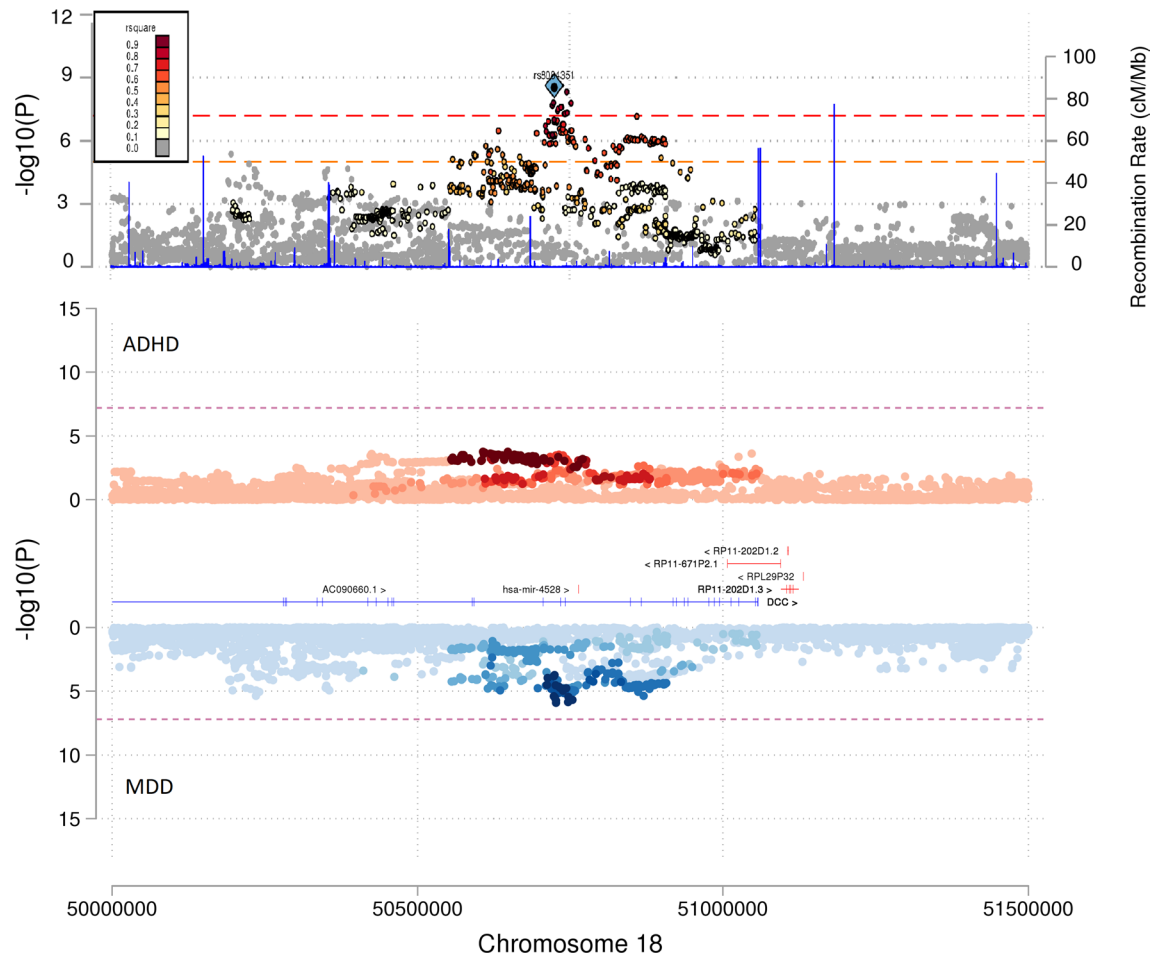 12
9
6
3
0
-log10(P)
rsquare
0.9
0.8
0.7
0.6
0.5
0.4
0.3
0.2
0.1
0.0
100
80
60
40
20
0
Recombination Rate (cM/Mb)
15
ADHD
10
5
0
-log10(P)
< RP11-202D1.2
< RP11-671P2.1
< RPL29P32
AC090660.1 >
hsa-mir-4528 >
RP11-202D1.3 >
DCC >
0
5
10
MDD
15
50000000
50500000
51000000
51500000
Chromosome 18